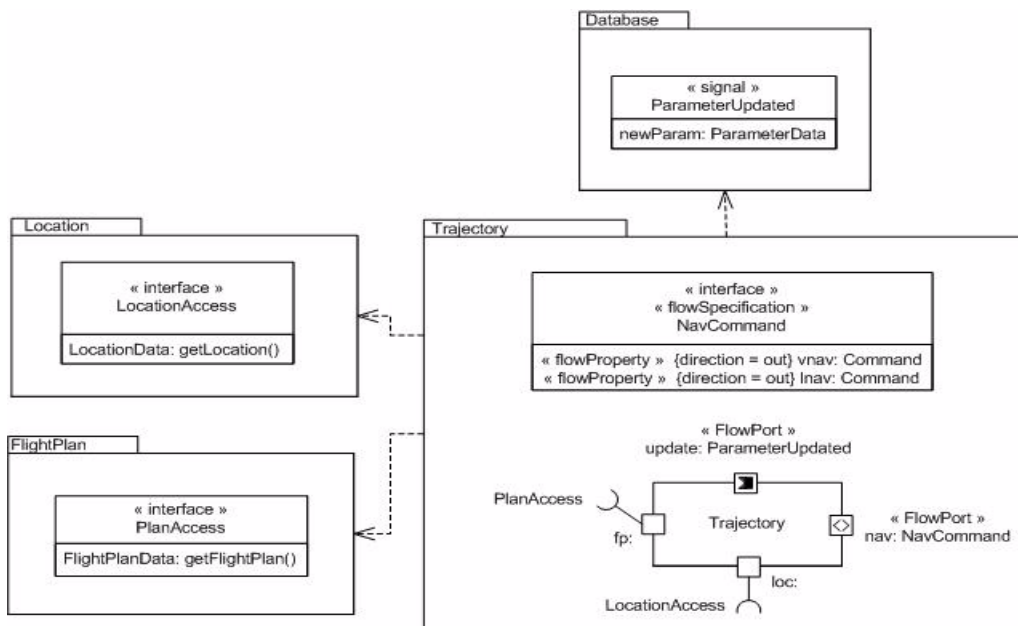 Database
« signal »
ParameterUpdated
newParam: ParameterData
Location
« interface »
LocationAccess
LocationData: getLocation()
Trajectory
« interface »
« flowSpecification »
NavCommand
« flowProperty » {direction = out} vnav: Command
« flowProperty » {direction = out} lnav: Command
FlightPlan
« interface »
PlanAccess
FlightPlanData: getFlightPlan()
« FlowPort »
update: ParameterUpdated
PlanAccess
fp:
Trajectory
« FlowPort »
nav: NavCommand
loc:
LocationAccess